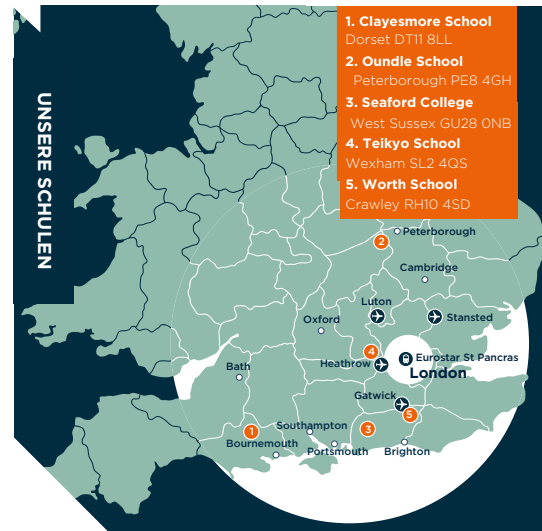 UNSERE SCHULEN
1. Clayesmore School
Dorset DT11 8LL
2. Oundle School
Peterborough PE8 4GH
3. Seaford College
West Sussex GU28 0NB
4. Teikyo School
Wexham SL2 4QS
5. Worth School
Crawley RH10 4SD
Peterborough
2
Cambridge
Luton
Stansted
Oxford
4
Eurostar St Pancras
Heathrow
London
Bath
Gatwick
5
Southampton
1
3
Bournemouth
Portsmouth
Brighton